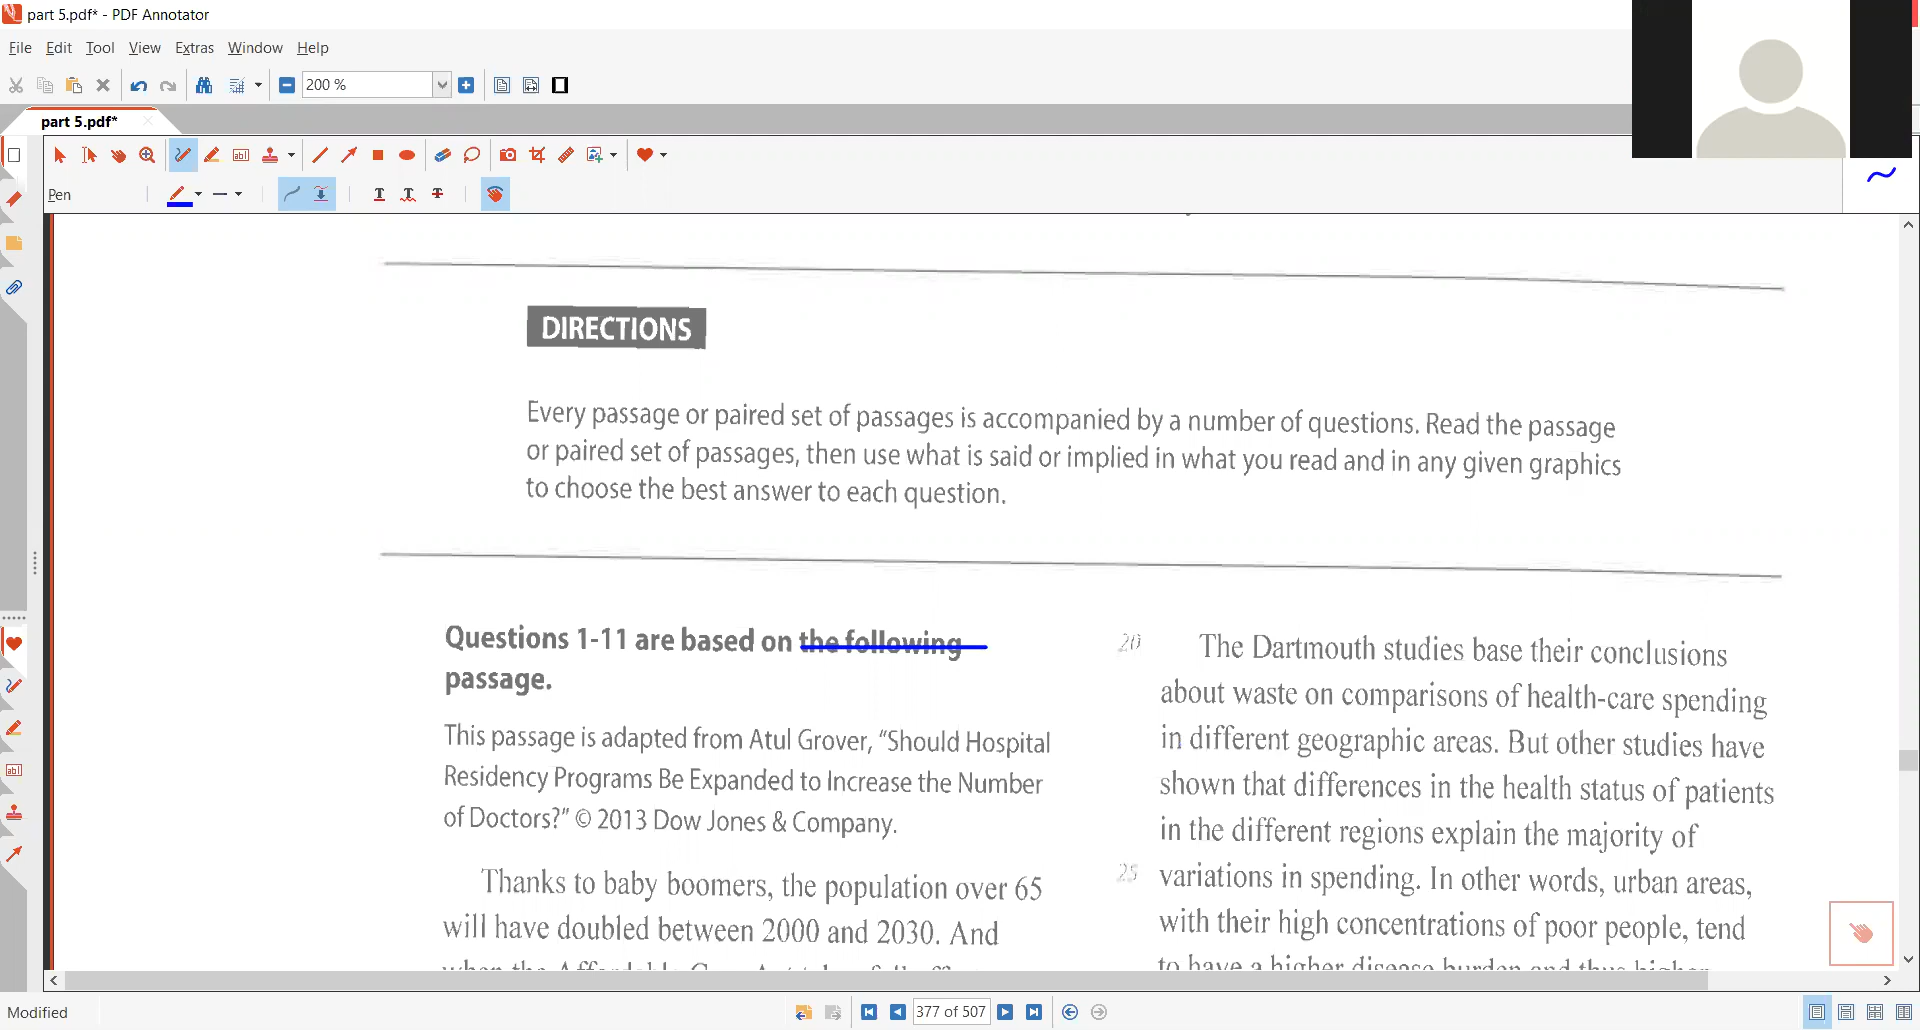 part 5.pdf* - PDF Annotator
File Edit Tool View Extras Window Help
200 %
part 5.pdf*
Pen
DIRECTIONS
Every passage or paired set of passages is accompanied by a number of questions. Read the passage
or paired set of passages, then use what is said or implied in what you read and in any given graphics
to choose the best answer to each question.
Questions 1-11 are based on the following
passage.
This passage is adapted from Atul Grover, “Should Hospital
Residency Programs Be Expanded to Increase the Number
of Doctors?” © 2013 Dow Jones & Company.
Thanks to baby boomers, the population over 65
will have doubled between 2000 and 2030. And
20 The Dartmouth studies base their conclusions
about waste on comparisons of health-care spending
in different geographic areas. But other studies have
shown that differences in the health status of patients
in the different regions explain the majority of
25 variations in spending. In other words, urban areas,
with their high concentrations of poor people, tend
to have a higher disease burden and thus higher
Modified
377 of 507